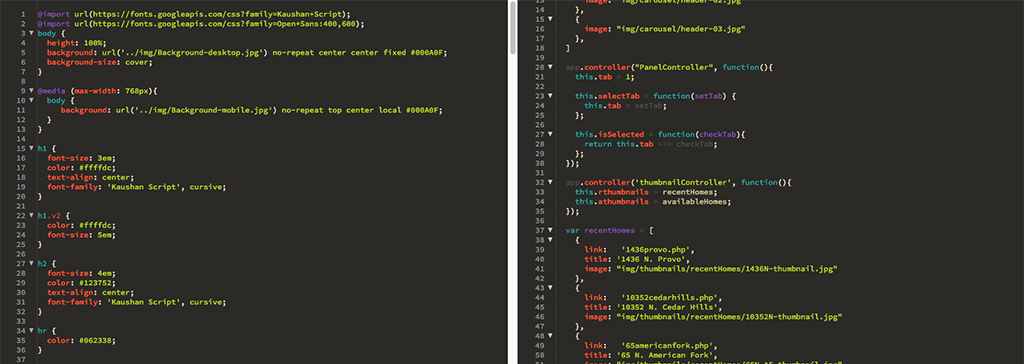 1 @import url(https://fonts.googleapis.com/css?family=Kaushan+Script);
2 @import url(https://fonts.googleapis.com/css?family=Open+Sans:400,600);
3 body {
4 height: 100%;
5 background: url('../img/Background-desktop.jpg') no-repeat center center fixed #000A0F;
6 background-size: cover;
7 }
8
9 @media (max-width: 768px){
10 body {
11 background: url('../img/Background-mobile.jpg') no-repeat top center local #000A0F;
12 }
13 }
14
15 h1 {
16 font-size: 3em;
17 color: #ffffdc;
18 text-align: center;
19 font-family: 'Kaushan Script', cursive;
20 }
21
22 h1.v2 {
23 color: #ffffdc;
24 font-size: 5em;
25 }
26
27 h2 {
28 font-size: 4em;
29 color: #123752;
30 text-align: center;
31 font-family: 'Kaushan Script', cursive;
32 }
33
34 hr {
35 color: #062338;
36 }
37
image: "img/carousel/header-02.jpg"
14 },
15 {
16 image: "img/carousel/header-03.jpg"
17 },
18 ]
19
20 app.controller("PanelController", function(){
21 this.tab = 1;
22
23 this.selectTab = function(setTab) {
24 this.tab = setTab;
25 };
26
27 this.isSelected = function(checkTab){
28 return this.tab === checkTab;
29 };
30 });
31
32 app.controller('thumbnailController', function(){
33 this.rthumbnails = recentHomes;
34 this.athumbnails = availableHomes;
35 });
36
37 var recentHomes = [
38 {
39 link: '1436provo.php',
40 title: '1436 N. Provo',
41 image: "img/thumbnails/recentHomes/1436N-thumbnail.jpg"
42 },
43 {
44 link: '10352cedarhills.php',
45 title: '10352 N. Cedar Hills',
46 image: "img/thumbnails/recentHomes/10352N-thumbnail.jpg"
47 },
48 {
49 link: '65americanfork.php',
50 title: '65 N. American Fork',